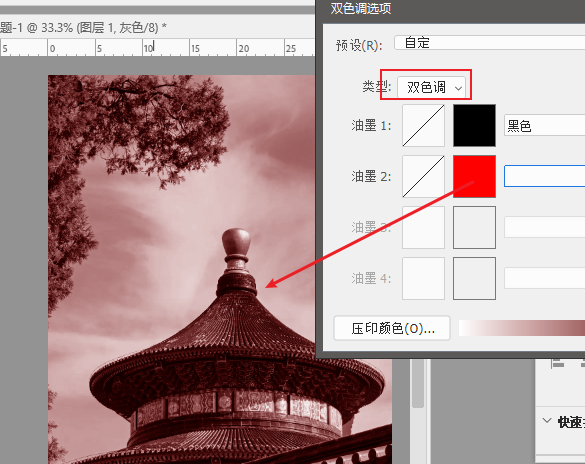 双色调选项
题-1 @ 33.3% (图层 1, 灰色/8) *
预设(R): 自定
5 0 5 10 15 20 25
类型: 双色调
油墨 1: 黑色
油墨 2:
油墨 3:
油墨 4:
压印颜色(O)...
快速